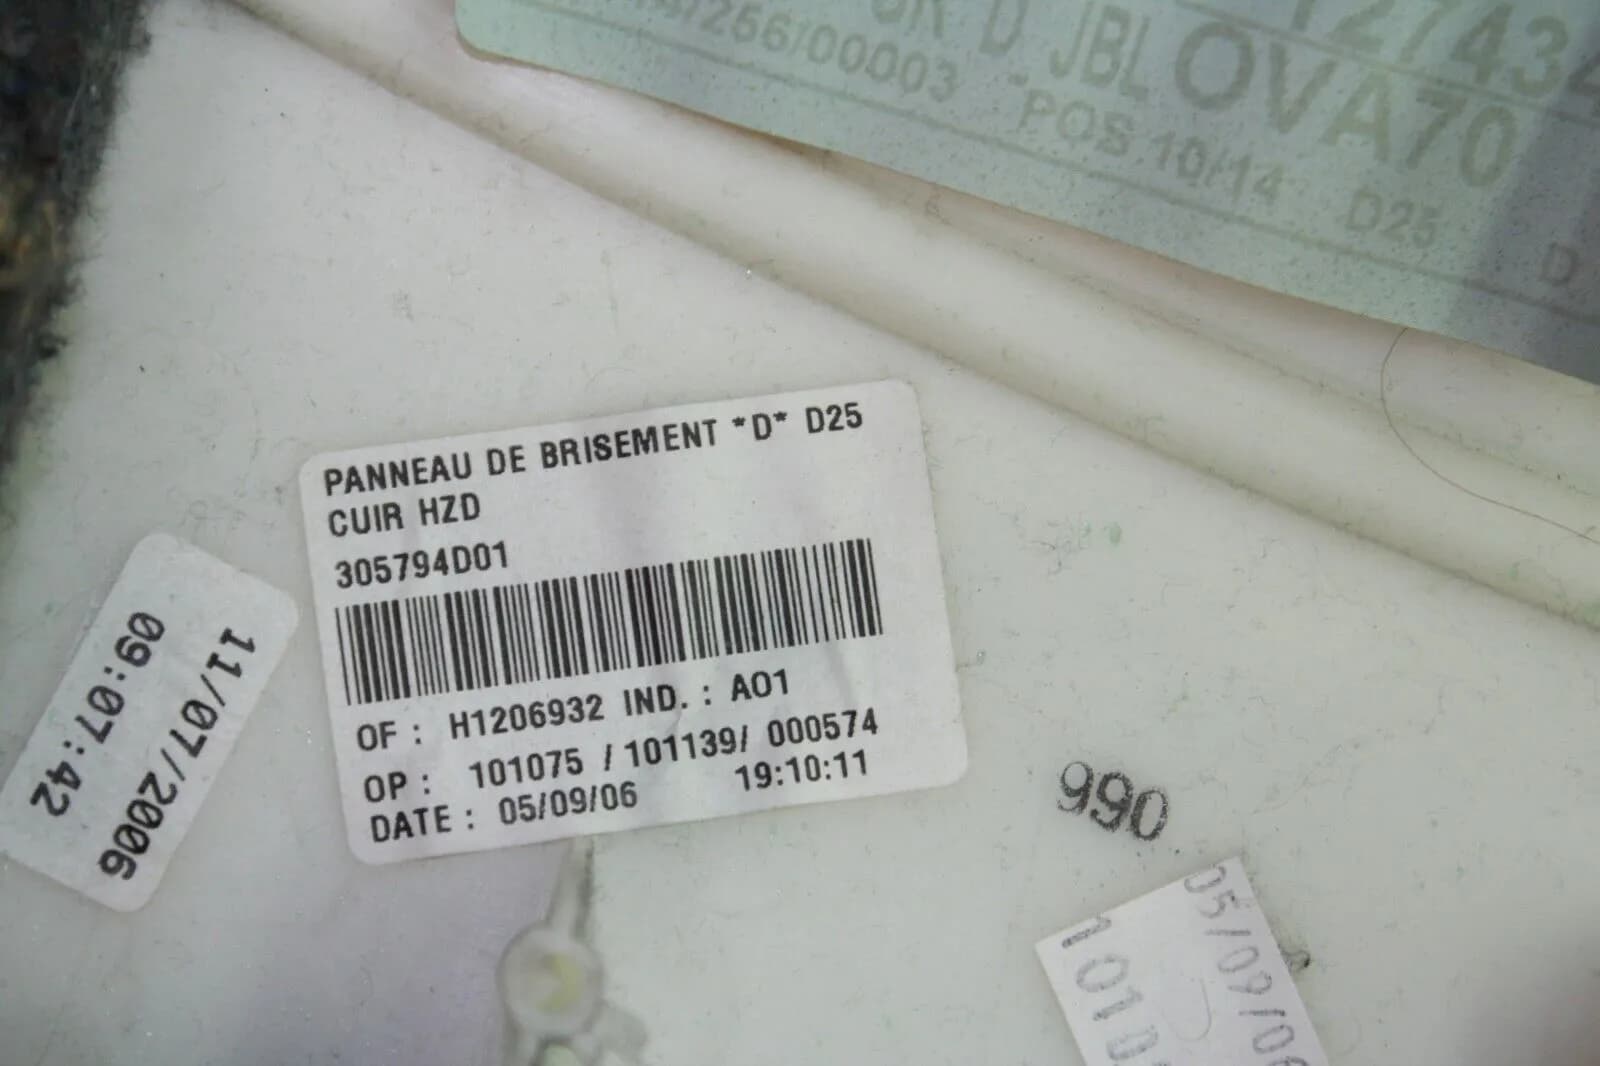 27434
D JBL OVA70
/256/00003 - POS 10/14 D25
D
PANNEAU DE BRISEMENT *D* D25
CUIR HZD
305794D01
OF : H1206932 IND. : A01
OP : 101075 / 101139/ 000574
DATE : 05/09/06 19:10:11
11/07/2006
09:07:42
990
05/09/06
101